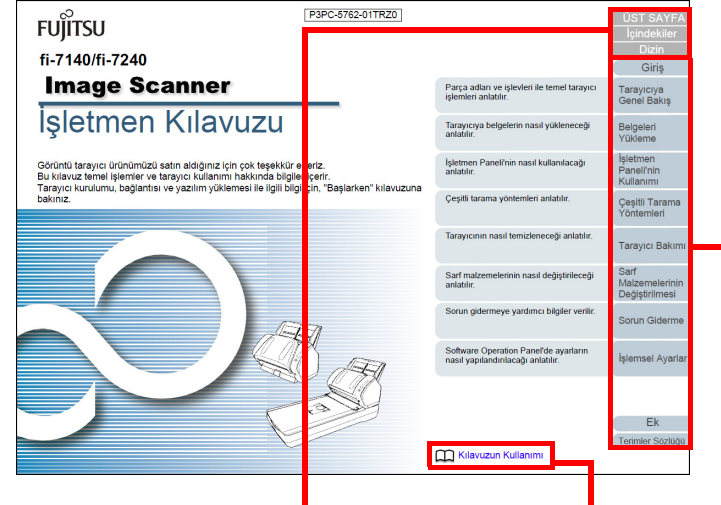 P3PC-5762-01TRZ0
FUJITSU
fi-7140/fi-7240
Image Scanner
İşletmen Kılavuzu
Görüntü tarayıcı ürünümüzü satın aldığınız için çok teşekkür ederiz.
Bu kılavuz temel işlemler ve tarayıcı kullanımı hakkında bilgiler içerir.
Tarayıcı kurulumu, bağlantısı ve yazılım yüklemesi ile ilgili bilgi için, "Başlarken" kılavuzuna
bakınız.
ÜST SAYFA
İçindekiler
Dizin
Giriş
Parça adları ve işlevleri ile temel tarayıcı
işlemleri anlatılır.
Tarayıcıya
Genel Bakış
Tarayıcıya belgelerin nasıl yükleneceği
anlatılır.
Belgeleri
Yükleme
İşletmen Paneli'nin nasıl kullanılacağı
anlatılır.
İşletmen
Paneli'nin
Kullanımı
Çeşitli tarama yöntemleri anlatılır.
Çeşitli Tarama
Yöntemleri
Tarayıcının nasıl temizleneceği anlatılır.
Tarayıcı Bakımı
Sarf malzemelerinin nasıl değiştirileceği
anlatılır.
Sarf
Malzemelerinin
Değiştirilmesi
Sorun gidermeye yardımcı bilgiler verilir.
Sorun Giderme
Software Operation Panel'de ayarların
nasıl yapılandırılacağı anlatılır.
İşlemsel Ayarlar
Ek
Terimler Sözlüğü
Kılavuzun Kullanımı